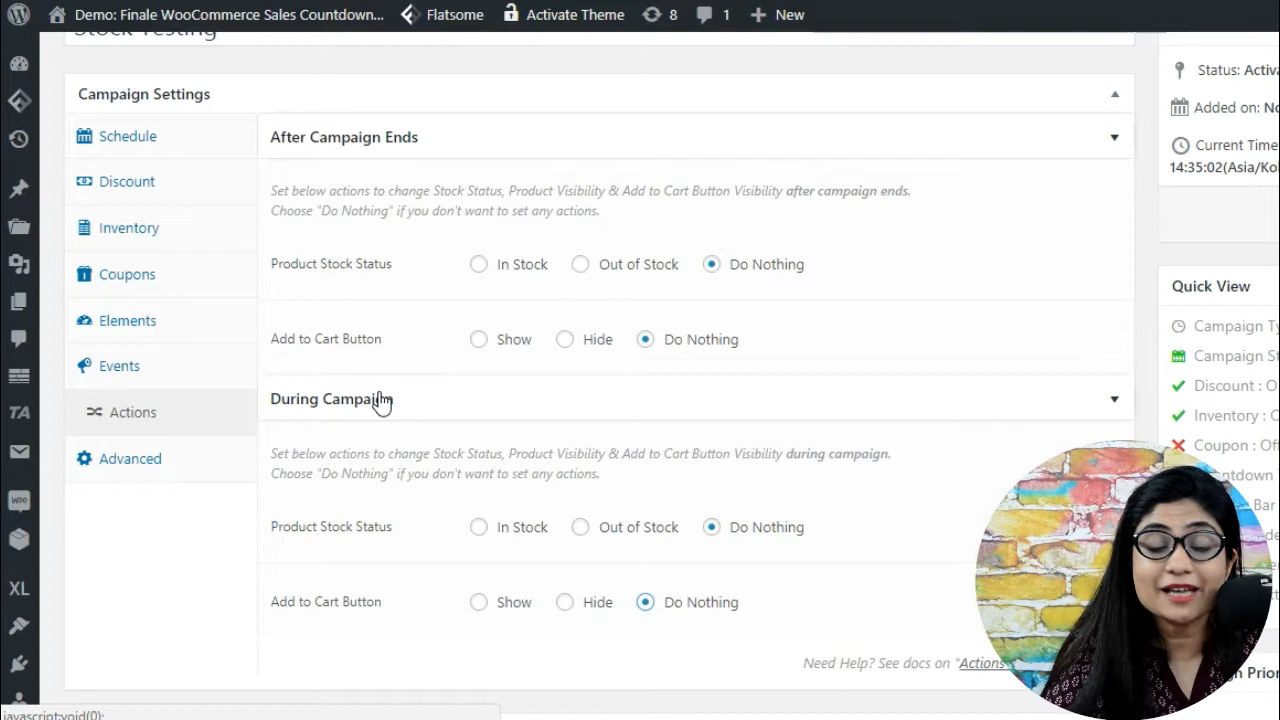 Demo: Finale WooCommerce Sales Countdown... Flatsome Activate Theme 8 1 New
Stock Testing
Campaign Settings
Schedule
Discount
Inventory
Coupons
Elements
Events
Actions
Advanced
After Campaign Ends
Set below actions to change Stock Status, Product Visibility & Add to Cart Button Visibility after campaign ends.
Choose "Do Nothing" if you don't want to set any actions.
Product Stock Status In Stock Out of Stock Do Nothing
Add to Cart Button Show Hide Do Nothing
During Campaign
Set below actions to change Stock Status, Product Visibility & Add to Cart Button Visibility during campaign.
Choose "Do Nothing" if you don't want to set any actions.
Product Stock Status In Stock Out of Stock Do Nothing
Add to Cart Button Show Hide Do Nothing
Need Help? See docs on "Actions
Status: Activa
Added on: No
Current Time
14:35:02(Asia/Kol
Quick View
Campaign Ty
Campaign St
Discount : O
Inventory : O
Coupon : Off
ntdown
Bar
TA
Woo
XL
javascript:void(0);